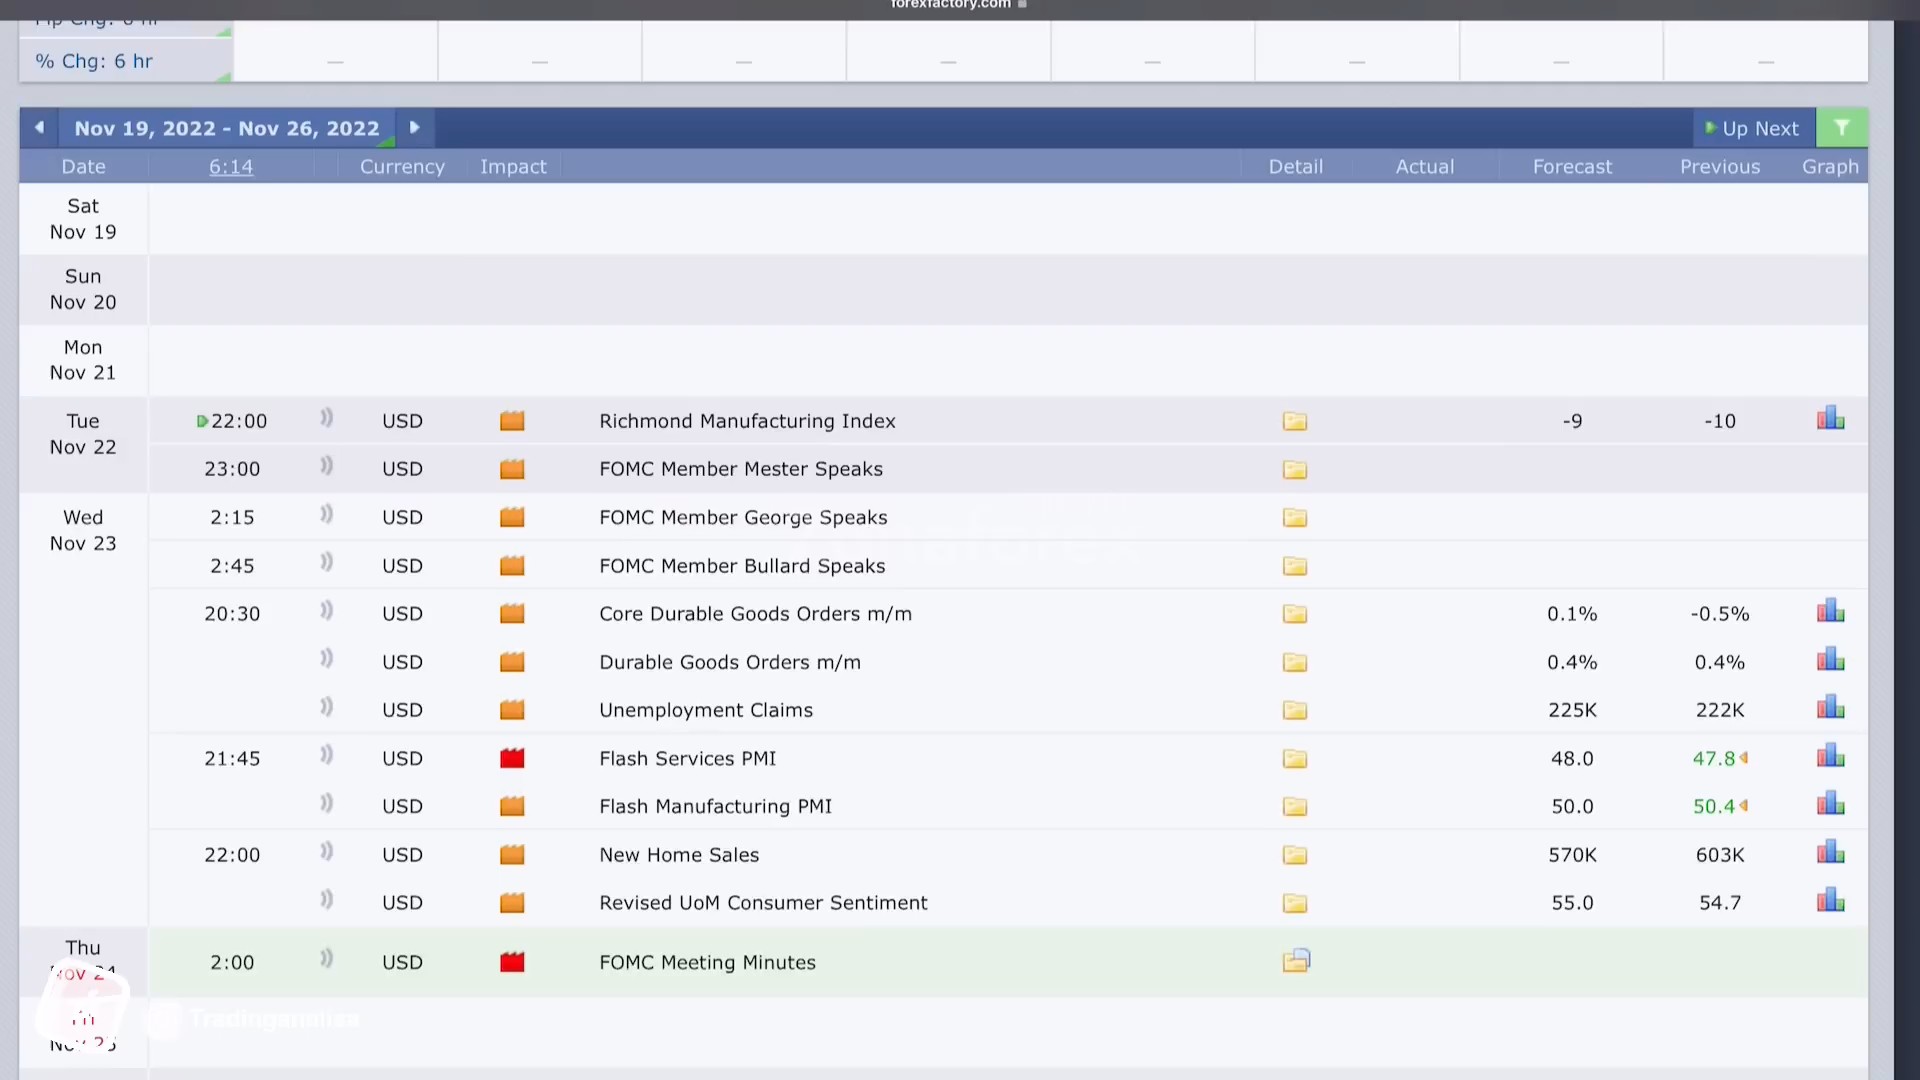 forexfactory.com
% Chg: 6 hr — — — — — — — —
Nov 19, 2022 - Nov 26, 2022 Up Next
Date 6:14 Currency Impact Detail Actual Forecast Previous Graph
Sat
Nov 19
Sun
Nov 20
Mon
Nov 21
Tue
Nov 22
22:00 USD Richmond Manufacturing Index -9 -10
23:00 USD FOMC Member Mester Speaks
Wed
Nov 23
2:15 USD FOMC Member George Speaks
2:45 USD FOMC Member Bullard Speaks
20:30 USD Core Durable Goods Orders m/m 0.1% -0.5%
USD Durable Goods Orders m/m 0.4% 0.4%
USD Unemployment Claims 225K 222K
21:45 USD Flash Services PMI 48.0 47.8
USD Flash Manufacturing PMI 50.0 50.4
22:00 USD New Home Sales 570K 603K
USD Revised UoM Consumer Sentiment 55.0 54.7
Thu
Nov 24
2:00 USD FOMC Meeting Minutes